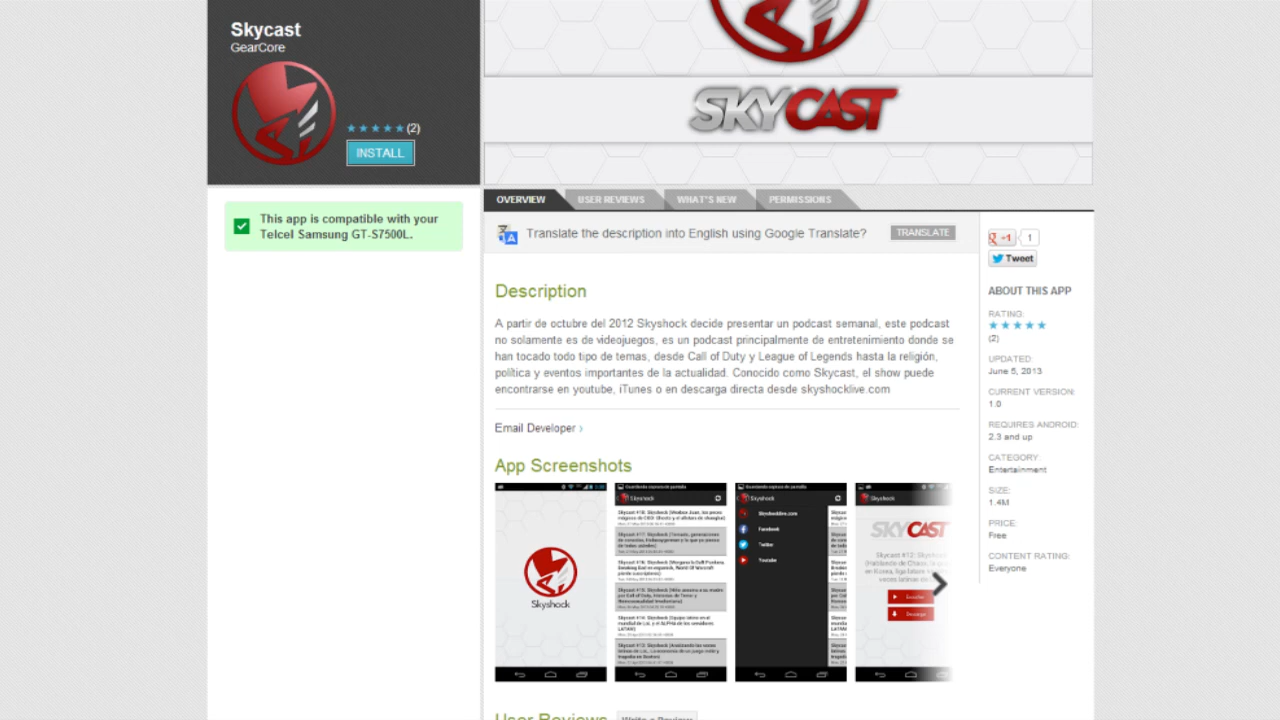 Skycast
GearCore
(2)
INSTALL
This app is compatible with your
Telcel Samsung GT-S7500L.
SKYCAST
OVERVIEW
USER REVIEWS
WHAT'S NEW
PERMISSIONS
Translate the description into English using Google Translate?
TRANSLATE
Description
A partir de octubre del 2012 Skyshock decide presentar un podcast semanal, este podcast
no solamente es de videojuegos, es un podcast principalmente de entretenimiento donde se
han tocado todo tipo de temas, desde Call of Duty y League of Legends hasta la religión,
política y eventos importantes de la actualidad. Conocido como Skycast, el show puede
encontrarse en youtube, iTunes o en descarga directa desde skyshocklive.com
Email Developer ›
App Screenshots
Skyshock
Skyshock
Skyshock
Skyshocklive.com
Facebook
Twitter
Youtube
Skyshock
SKYCAST
Escuchar
Descargar
User Reviews
Write a Review
+1
1
Tweet
ABOUT THIS APP
RATING:
(2)
UPDATED:
June 5, 2013
CURRENT VERSION:
1.0
REQUIRES ANDROID:
2.3 and up
CATEGORY:
Entertainment
SIZE:
1.4M
PRICE:
Free
CONTENT RATING:
Everyone